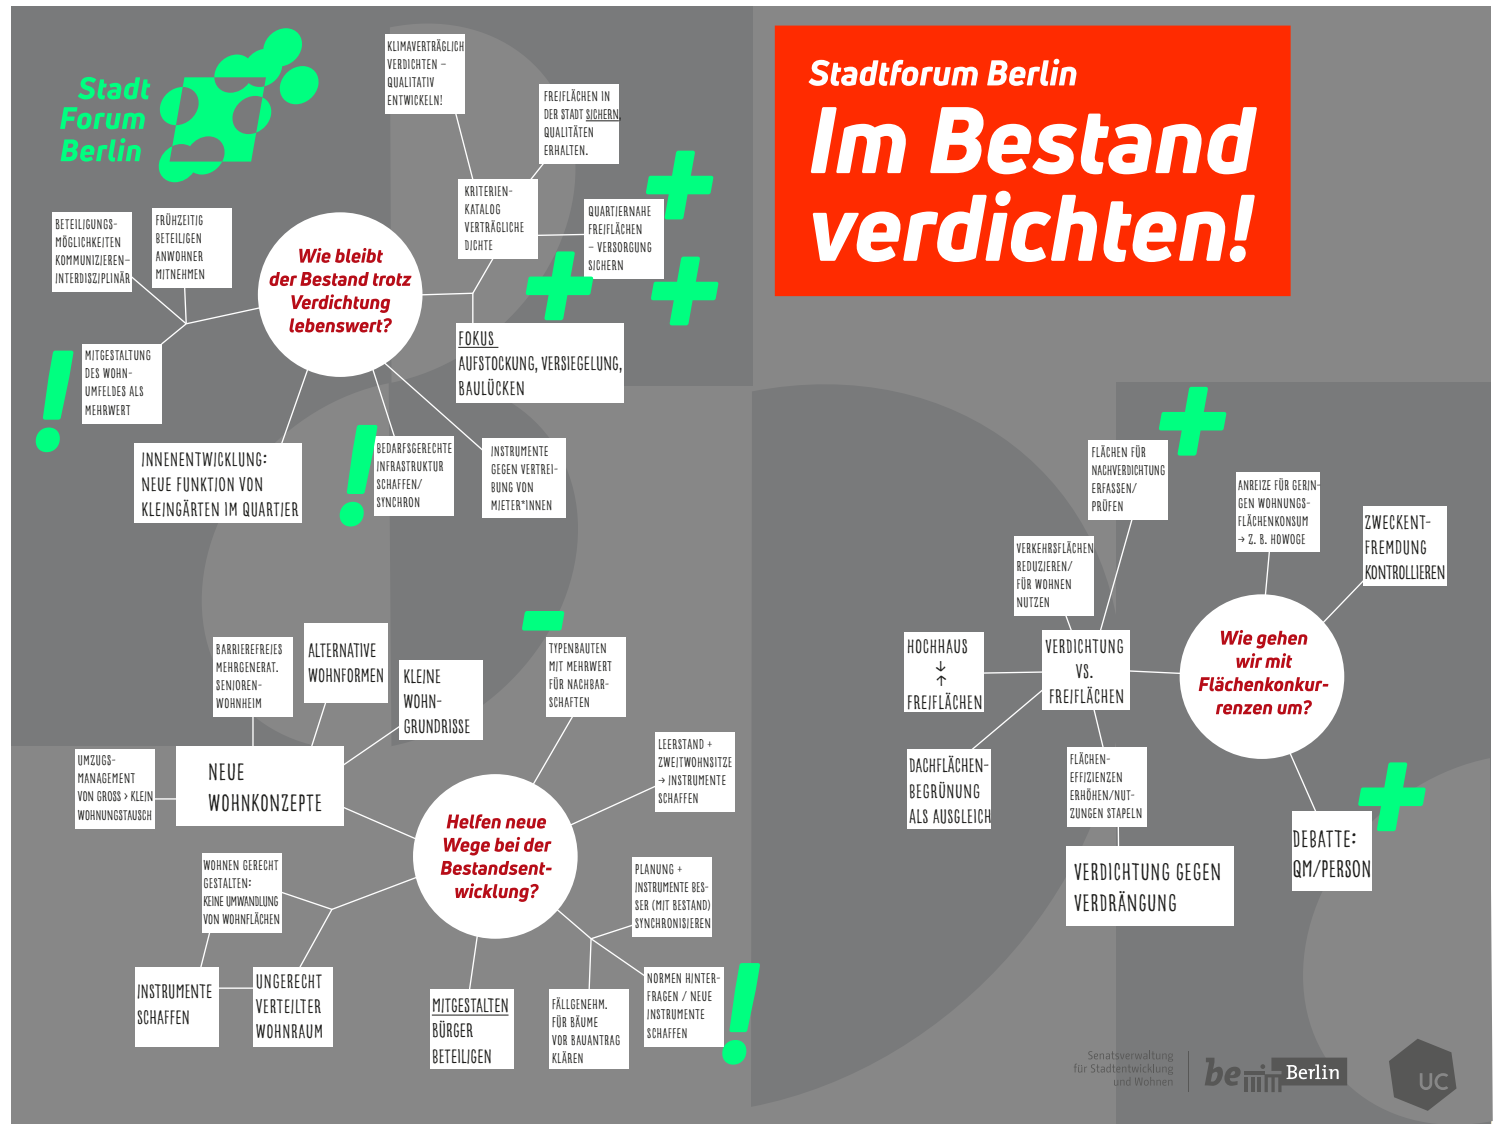 Stadt
Forum
Berlin
Stadtforum Berlin
Im Bestand
verdichten!
KLIMAVERTRÄGLICH
VERDICHTEN –
QUALITATIV
ENTWICKELN!
FREIFLÄCHEN IN
DER STADT SICHERN,
QUALITÄTEN
ERHALTEN.
KRITERIEN-
KATALOG
VERTRÄGLICHE
DICHTE
QUARTIERNAHE
FREIFLÄCHEN
– VERSORGUNG
SICHERN
BETEILIGUNGS-
MÖGLICHKEITEN
KOMMUNIZIEREN–
INTERDISZIPLINÄR
FRÜHZEITIG
BETEILIGEN
ANWOHNER
MITNEHMEN
Wie bleibt
der Bestand trotz
Verdichtung
lebenswert?
FOKUS
AUFSTOCKUNG, VERSIEGELUNG,
BAULÜCKEN
MITGESTALTUNG
DES WOHN-
UMFELDES ALS
MEHRWERT
!
INNENENTWICKLUNG:
NEUE FUNKTION VON
KLEINGÄRTEN IM QUARTIER
!
BEDARFSGERECHTE
INFRASTRUKTUR
SCHAFFEN/
SYNCHRON
INSTRUMENTE
GEGEN VERTREI-
BUNG VON
MIETER*INNEN
BARRIEREFREIES
MEHRGENERAT.
SENIOREN-
WOHNHEIM
ALTERNATIVE
WOHNFORMEN
KLEINE
WOHN-
GRUNDRISSE
TYPENBAUTEN
MIT MEHRWERT
FÜR NACHBAR-
SCHAFTEN
UMZUGS-
MANAGEMENT
VON GROSS > KLEIN
WOHNUNGSTAUSCH
NEUE
WOHNKONZEPTE
LEERSTAND +
ZWEITWOHNSITZE
→ INSTRUMENTE
SCHAFFEN
Helfen neue
Wege bei der
Bestandsent-
wicklung?
WOHNEN GERECHT
GESTALTEN:
KEINE UMWANDLUNG
VON WOHNFLÄCHEN
PLANUNG +
INSTRUMENTE BES-
SER (MIT BESTAND)
SYNCHRONISIEREN
INSTRUMENTE
SCHAFFEN
UNGERECHT
VERTEILTER
WOHNRAUM
MITGESTALTEN
BÜRGER
BETEILIGEN
FÄLLGENEHM.
FÜR BÄUME
VOR BAUANTRAG
KLÄREN
NORMEN HINTER-
FRAGEN / NEUE
INSTRUMENTE
SCHAFFEN
!
FLÄCHEN FÜR
NACHVERDICHTUNG
ERFASSEN/
PRÜFEN
ANREIZE FÜR GERIN-
GEN WOHNUNGS-
FLÄCHENKONSUM
→ Z. B. HOWOGE
ZWECKENT-
FREMDUNG
KONTROLLIEREN
VERKEHRSFLÄCHEN
REDUZIEREN/
FÜR WOHNEN
NUTZEN
HOCHHAUS
↓
↑
FREIFLÄCHEN
VERDICHTUNG
VS.
FREIFLÄCHEN
Wie gehen
wir mit
Flächenkonkur-
renzen um?
DACHFLÄCHEN-
BEGRÜNUNG
ALS AUSGLEICH
FLÄCHEN-
EFFIZIENZEN
ERHÖHEN/NUT-
ZUNGEN STAPELN
VERDICHTUNG GEGEN
VERDRÄNGUNG
DEBATTE:
QM/PERSON
Senatsverwaltung
für Stadtentwicklung
und Wohnen
be Berlin
UC